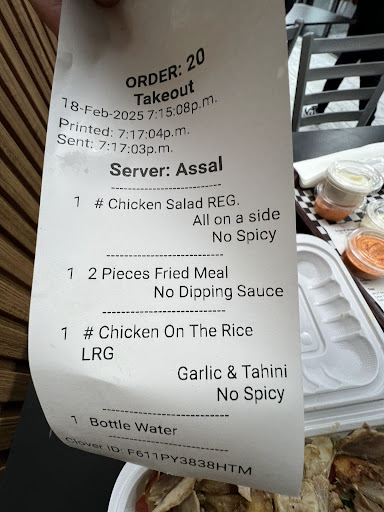 ORDER: 20
Takeout
18-Feb-2025 7:15:08p.m.
Printed: 7:17:04p.m.
Sent: 7:17:03p.m.
Server: Assal
------------------------
1 # Chicken Salad REG.
All on a side
No Spicy
------------------------
1 2 Pieces Fried Meal
No Dipping Sauce
------------------------
1 # Chicken On The Rice
LRG
Garlic & Tahini
No Spicy
------------------------
1 Bottle Water
------------------------
Clover ID: F611PY3838HTM